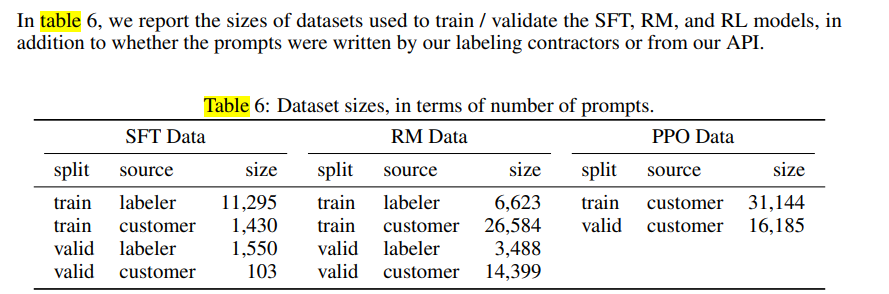 In table 6, we report the sizes of datasets used to train / validate the SFT, RM, and RL models, in
addition to whether the prompts were written by our labeling contractors or from our API.
Table 6: Dataset sizes, in terms of number of prompts.
SFT Data RM Data PPO Data
split source size split source size split source size
train labeler 11,295 train labeler 6,623 train customer 31,144
train customer 1,430 train customer 26,584 valid customer 16,185
valid labeler 1,550 valid labeler 3,488
valid customer 103 valid customer 14,399